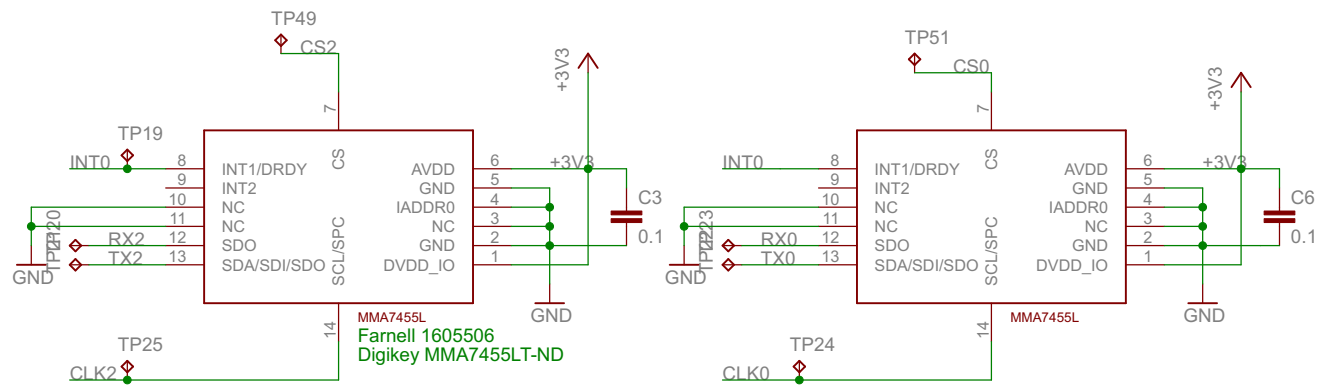 TP49
CS2
+3V3
7
TP19
INT0
8
INT1/DRDY
CS
AVDD
6
+3V3
9
INT2
GND
5
10
NC
IADDR0
4
C3
11
NC
NC
3
RX2
12
SDO
GND
2
0.1
TX2
13
SDA/SDI/SDO
SCL/SPC
DVDD_IO
1
GND
GND
MMA7455L
14
Farnell 1605506
Digikey MMA7455LT-ND
TP25
CLK2
TP51
CS0
+3V3
7
INT0
8
INT1/DRDY
CS
AVDD
6
+3V3
9
INT2
GND
5
10
NC
IADDR0
4
C6
11
NC
NC
3
RX0
12
SDO
GND
2
0.1
TX0
13
SDA/SDI/SDO
SCL/SPC
DVDD_IO
1
GND
GND
MMA7455L
14
TP24
CLK0